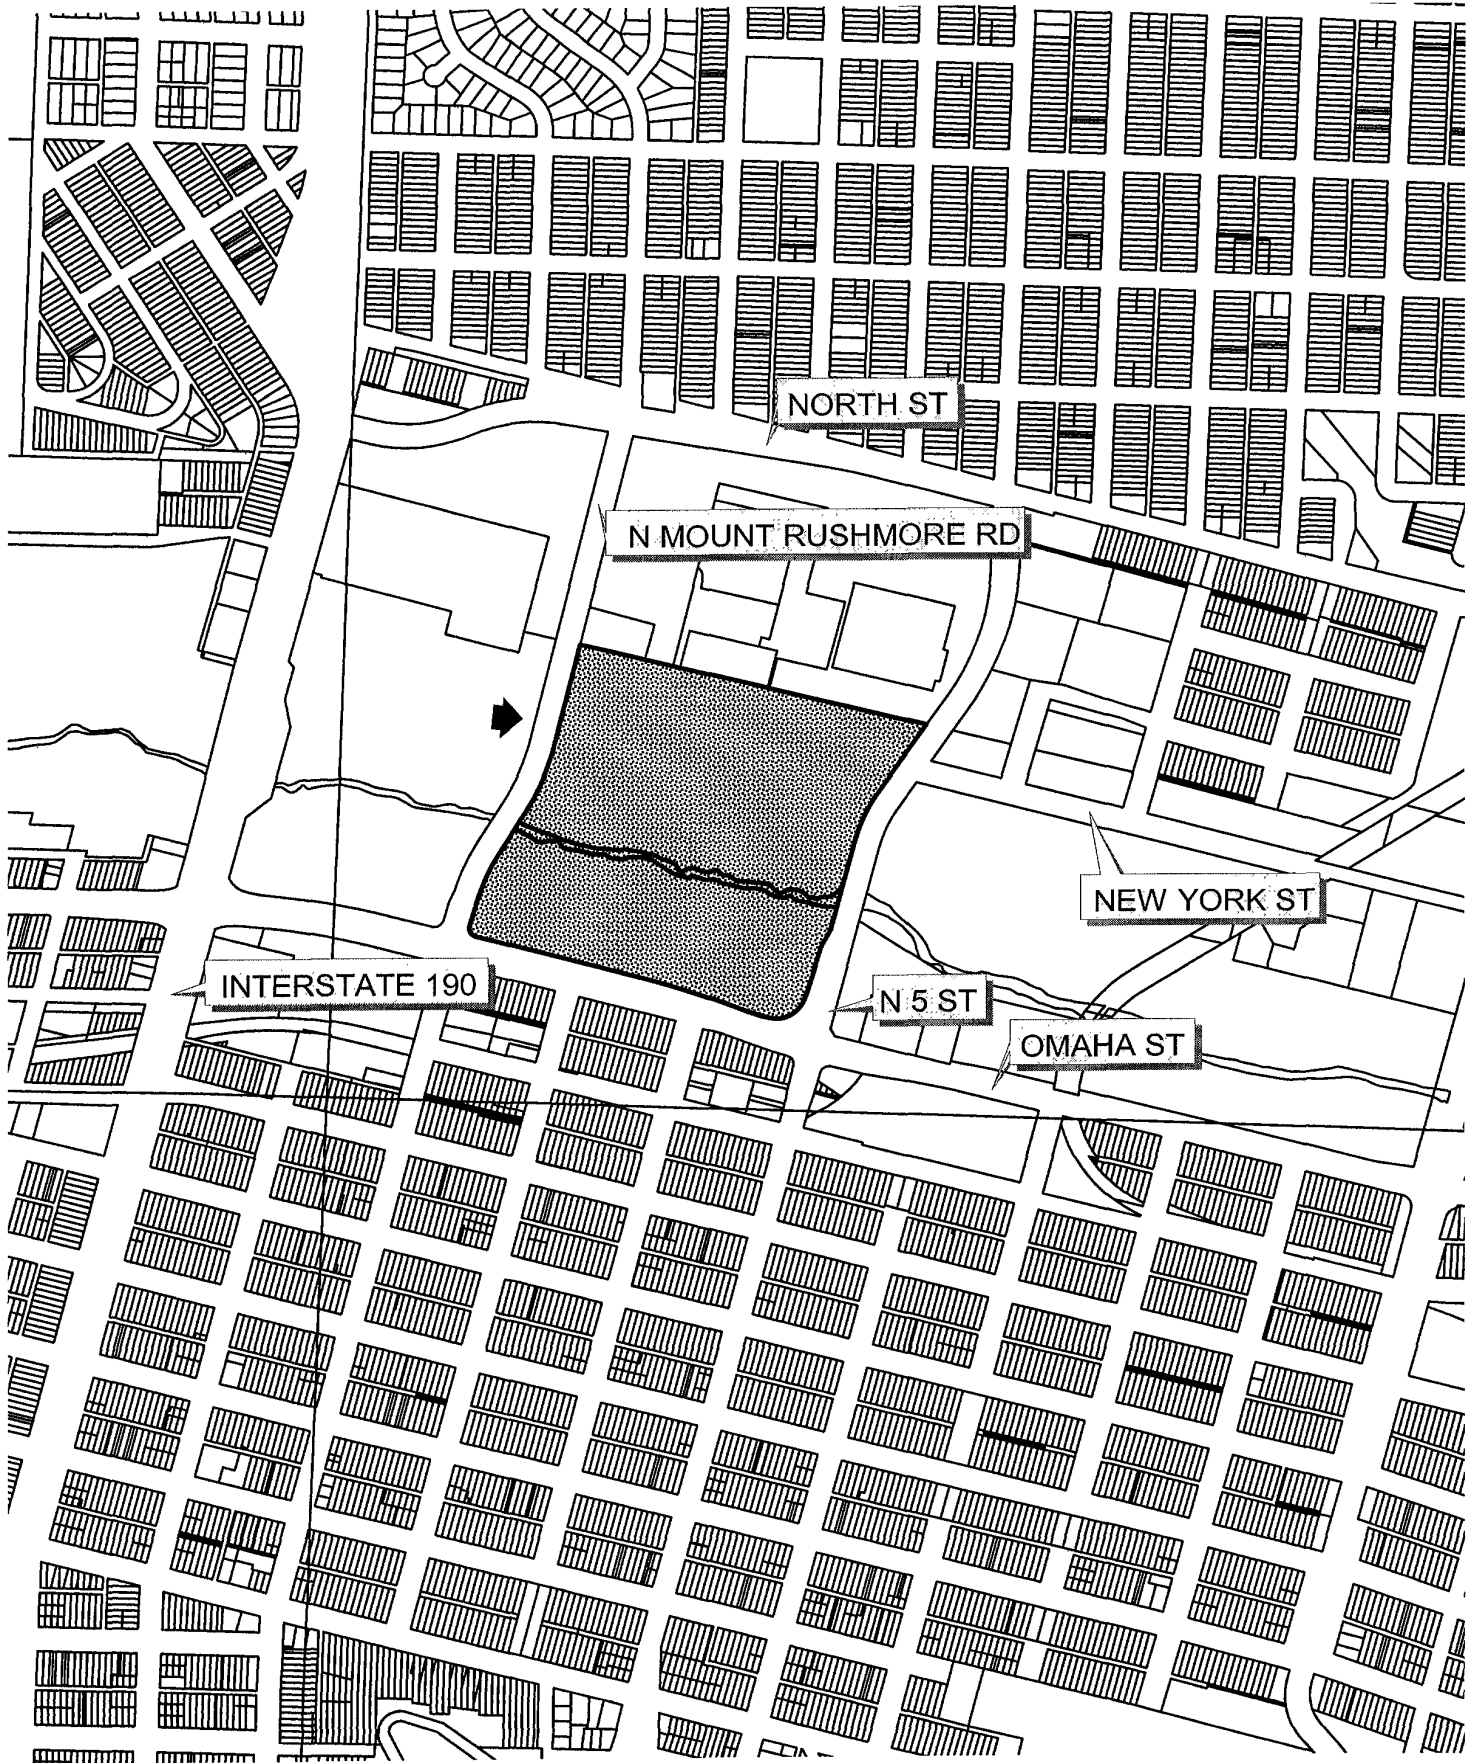 NORTH ST
N MOUNT RUSHMORE RD
NEW YORK ST
INTERSTATE 190
N 5 ST
OMAHA ST